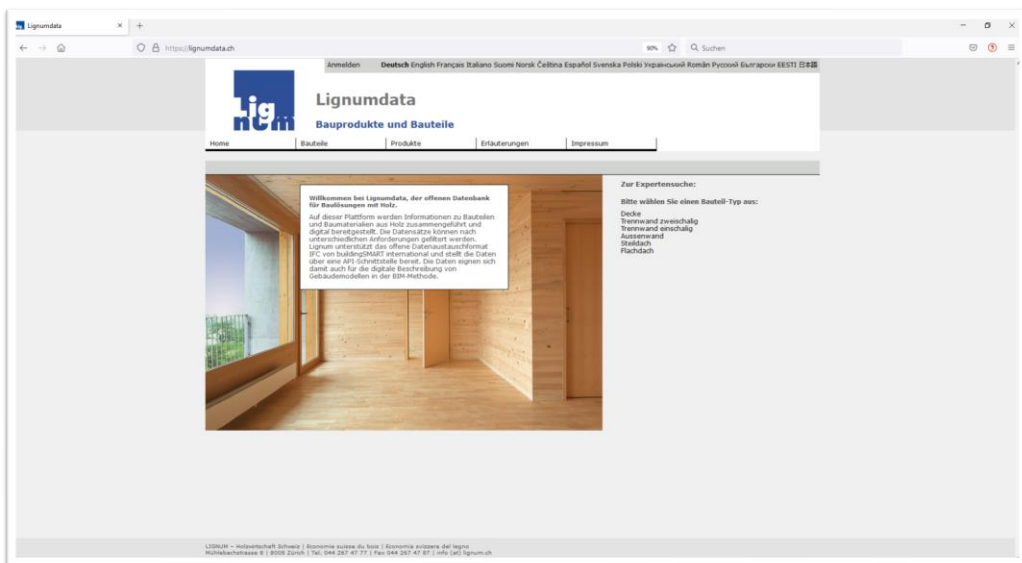 Lignumdata
https://lignumdata.ch
90%
Suchen
Anmelden Deutsch English Français Italiano Suomi Norsk Čeština Español Svenska Polski Український Român Русский Български EESTI 日本語
Lignum
Lignumdata
Bauprodukte und Bauteile
Home Bauteile Produkte Erläuterungen Impressum
Willkommen bei Lignumdata, der offenen Datenbank
für Baulösungen mit Holz.
Auf dieser Plattform werden Informationen zu Bauteilen
und Baumaterialien aus Holz zusammengeführt und
digital bereitgestellt. Die Datensätze können nach
unterschiedlichen Anforderungen gefiltert werden.
Lignum unterstützt das offene Datenaustauschformat
IFC von buildingSMART international und stellt die Daten
über eine API-Schnittstelle bereit. Die Daten eignen sich
damit auch für die digitale Beschreibung von
Gebäudemodellen in der BIM-Methode.
Zur Expertensuche:
Bitte wählen Sie einen Bauteil-Typ aus:
Decke
Trennwand zweischalig
Trennwand einschalig
Aussenwand
Steildach
Flachdach
LIGNUM – Holzwirtschaft Schweiz | Economie suisse du bois | Economia svizzera del legno
Mühlebachstrasse 8 | 8008 Zürich | Tel. 044 267 47 77 | Fax 044 267 47 87 | info (at) lignum.ch